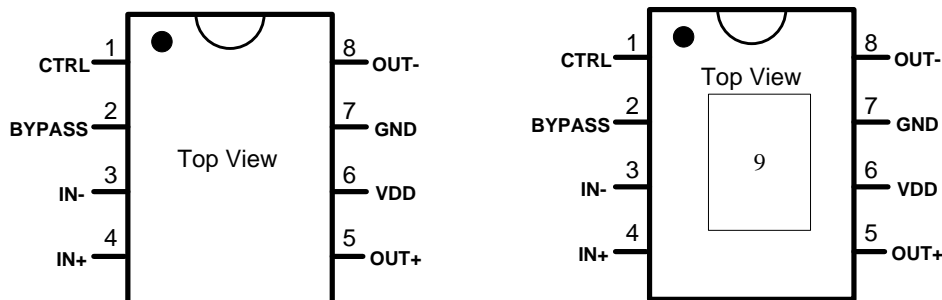 1 8
CTRL OUT-
2 7
BYPASS GND
Top View
3 6
IN- VDD
4 5
IN+ OUT+
1 8
CTRL OUT-
Top View
2 7
BYPASS GND
9
3 6
IN- VDD
4 5
IN+ OUT+